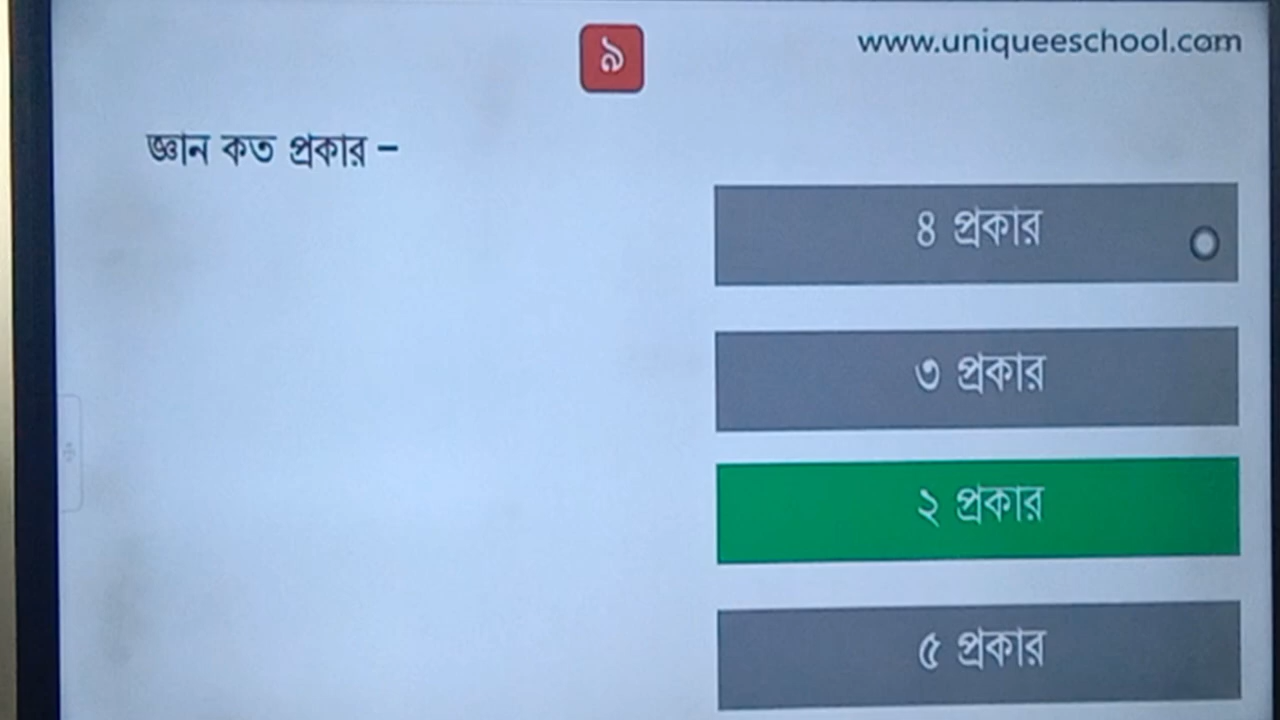 ৯
www.uniqueeschool.com
জ্ঞান কত প্রকার –
৪ প্রকার
৩ প্রকার
২ প্রকার
৫ প্রকার